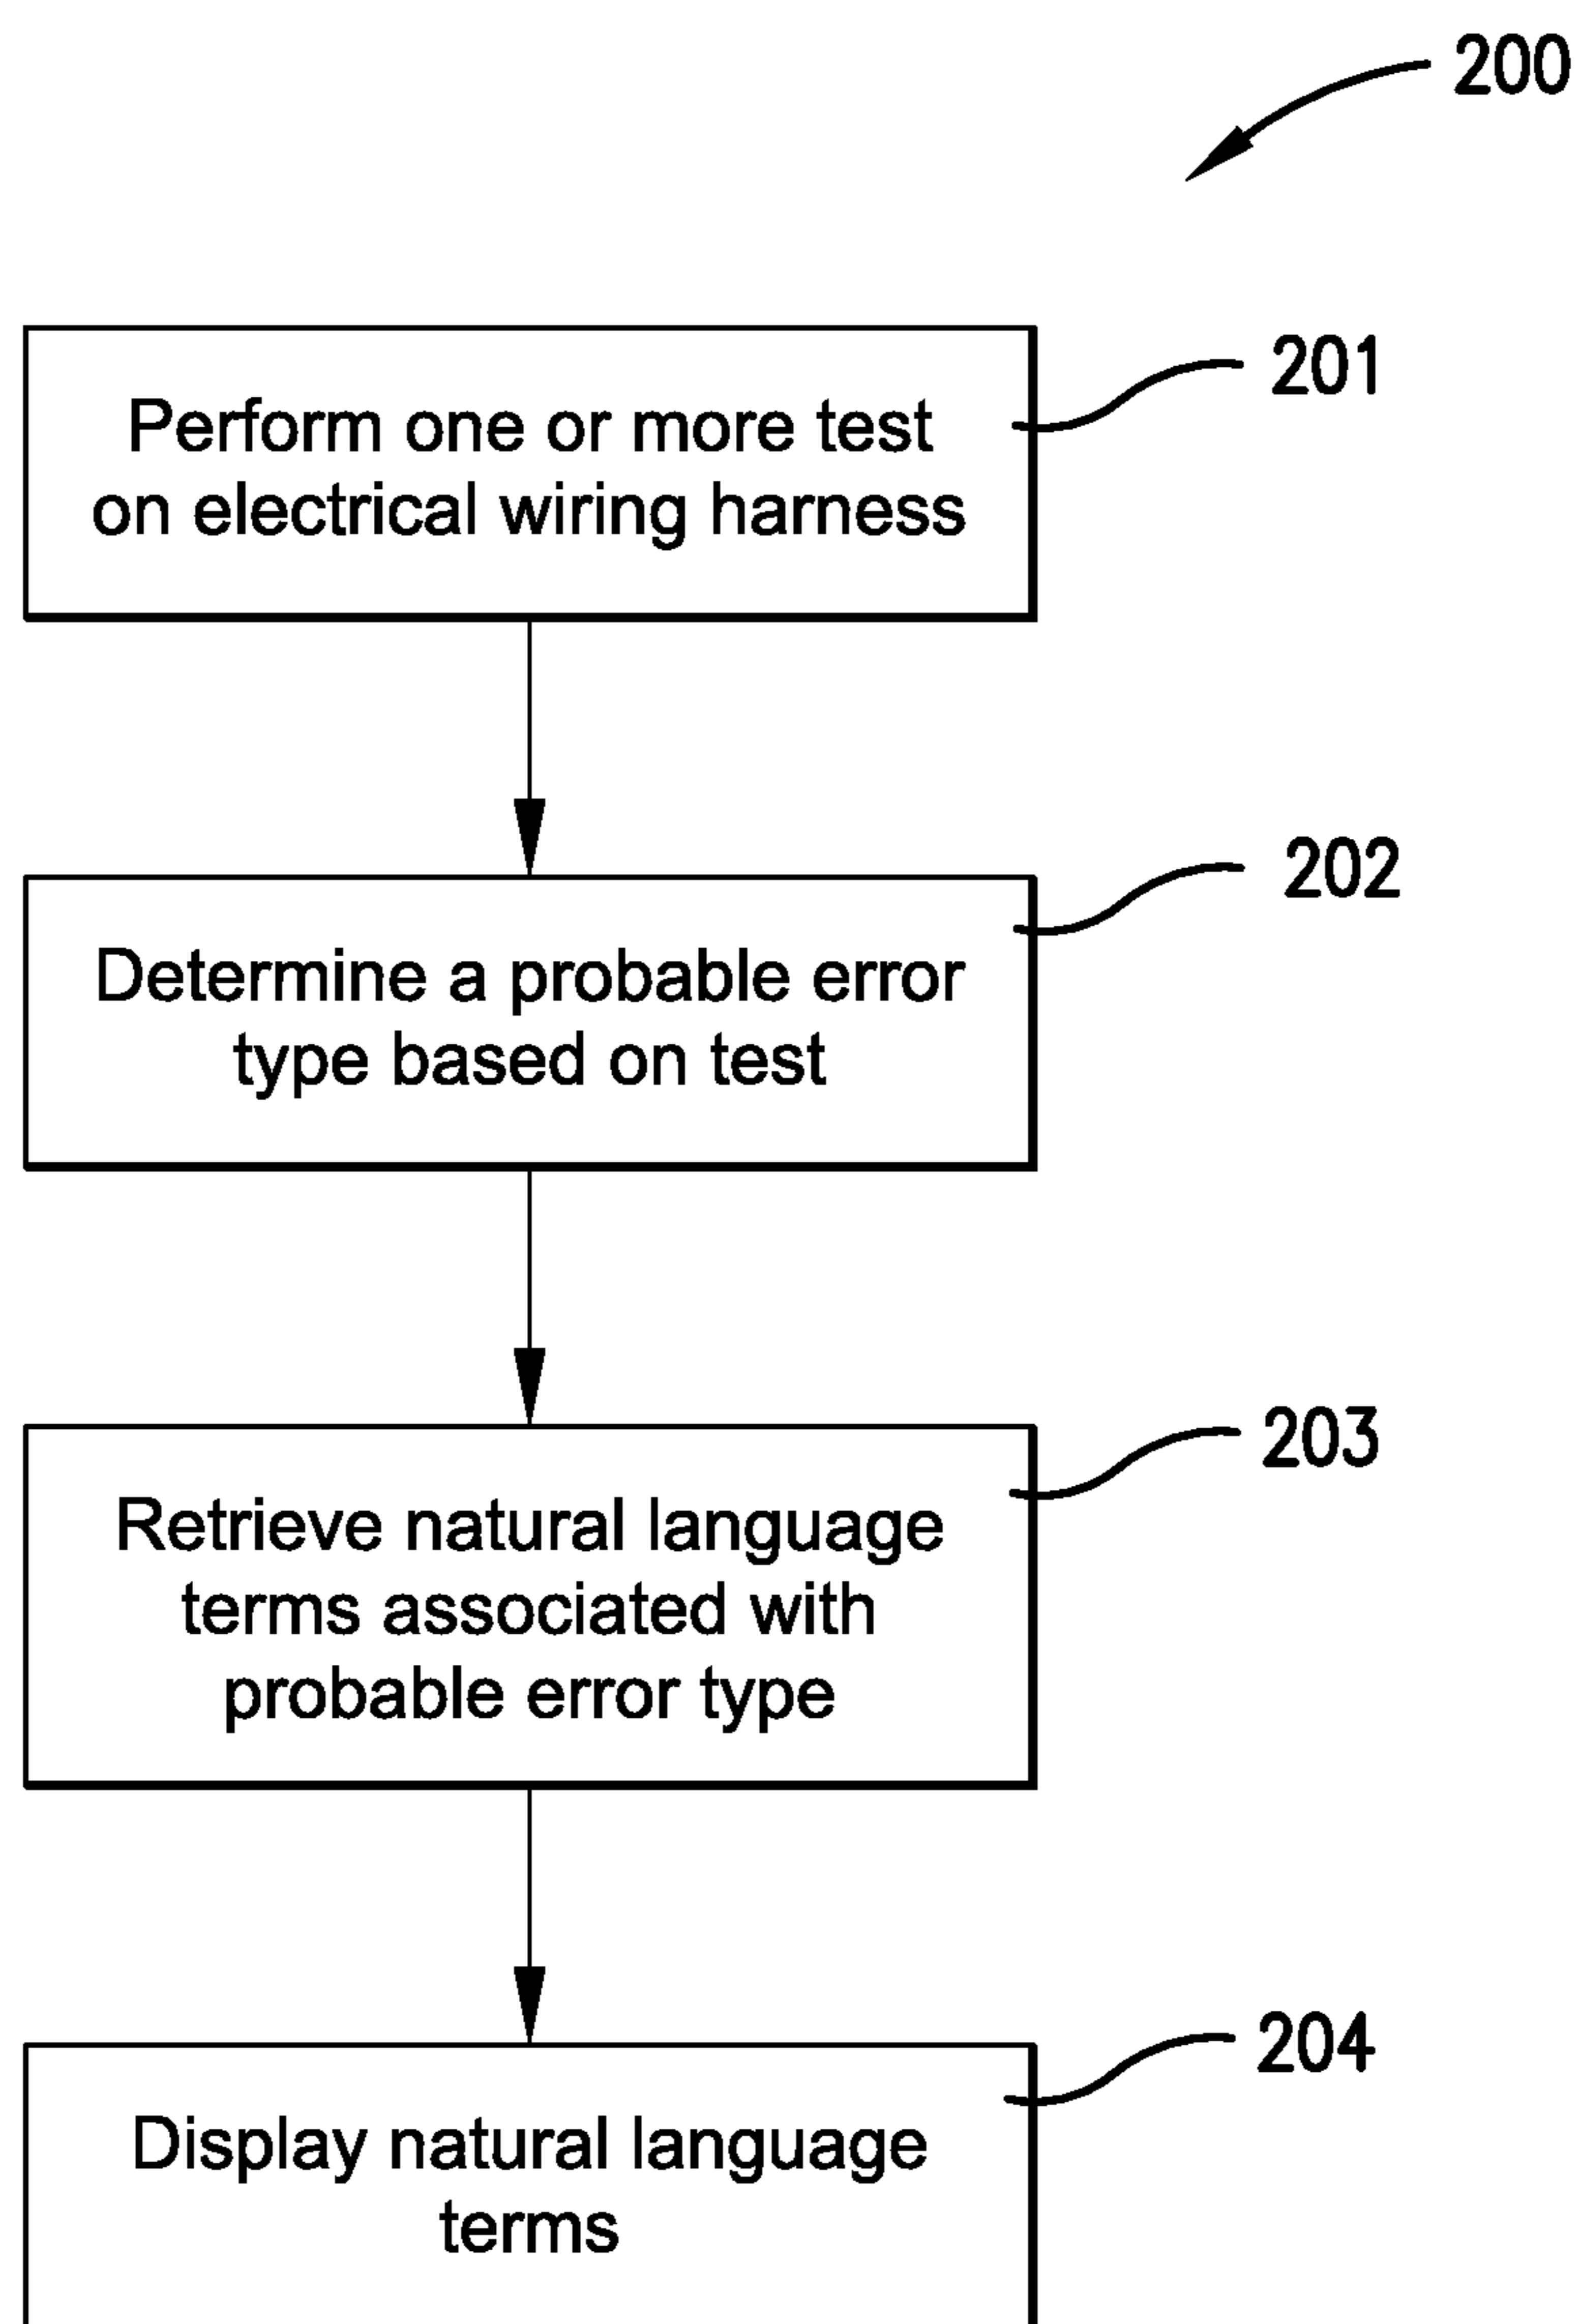 200
201
Perform one or more test
on electrical wiring harness
202
Determine a probable error
type based on test
203
Retrieve natural language
terms associated with
probable error type
204
Display natural language
terms